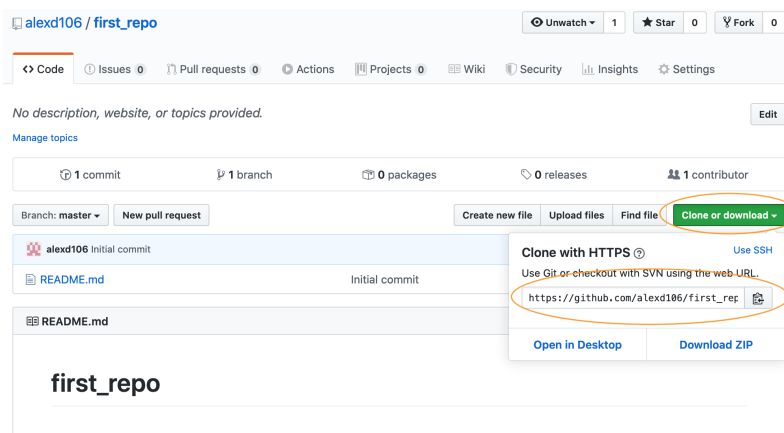 alexd106 / first_repo Unwatch 1 Star 0 Fork 0
Code Issues 0 Pull requests 0 Actions Projects 0 Wiki Security Insights Settings
No description, website, or topics provided. Edit
Manage topics
1 commit 1 branch 0 packages 0 releases 1 contributor
Branch: master New pull request Create new file Upload files Find file Clone or download
alexd106 Initial commit
README.md Initial commit
Clone with HTTPS ? Use SSH
Use Git or checkout with SVN using the web URL.
https://github.com/alexd106/first_rep
Open in Desktop Download ZIP
README.md
first_repo